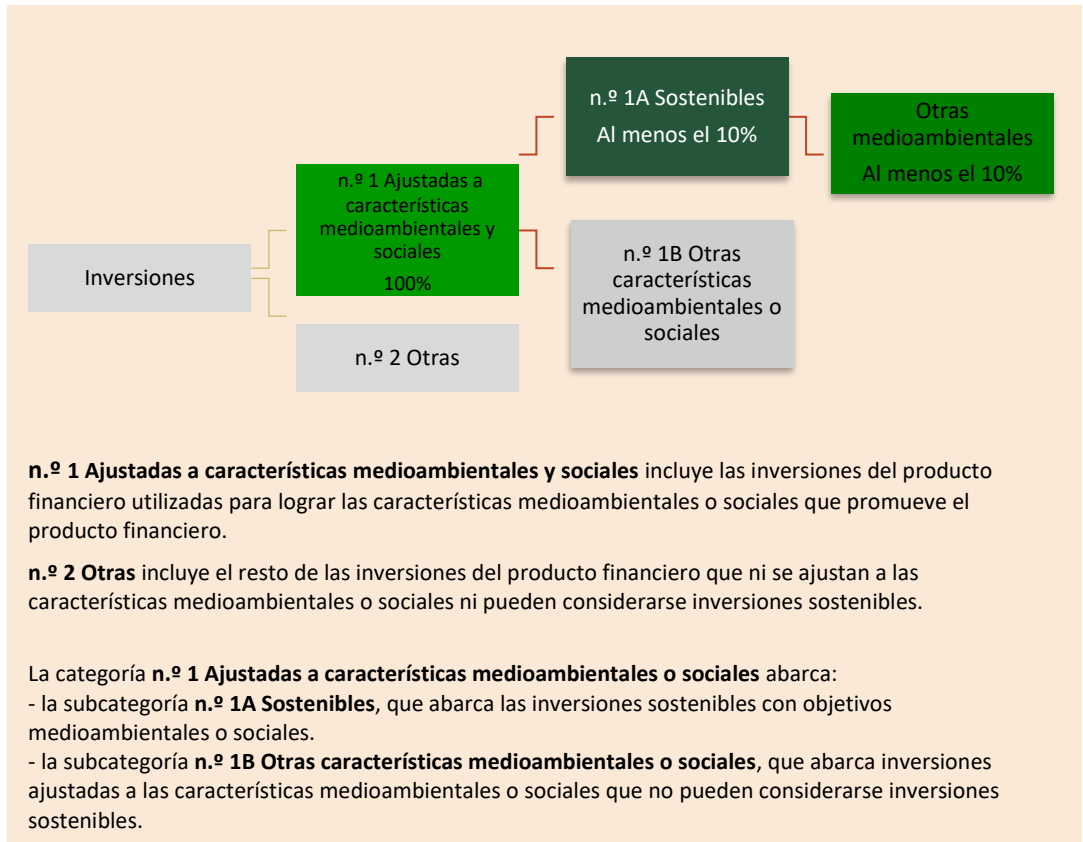 n.º 1A Sostenibles
Al menos el 10%
Otras
medioambientales
Al menos el 10%
n.º 1 Ajustadas a
características
medioambientales y
sociales
100%
n.º 1B Otras
características
medioambientales o
sociales
Inversiones
n.º 2 Otras
n.º 1 Ajustadas a características medioambientales y sociales incluye las inversiones del producto
financiero utilizadas para lograr las características medioambientales o sociales que promueve el
producto financiero.
n.º 2 Otras incluye el resto de las inversiones del producto financiero que ni se ajustan a las
características medioambientales o sociales ni pueden considerarse inversiones sostenibles.
La categoría n.º 1 Ajustadas a características medioambientales o sociales abarca:
- la subcategoría n.º 1A Sostenibles, que abarca las inversiones sostenibles con objetivos
medioambientales o sociales.
- la subcategoría n.º 1B Otras características medioambientales o sociales, que abarca inversiones
ajustadas a las características medioambientales o sociales que no pueden considerarse inversiones
sostenibles.